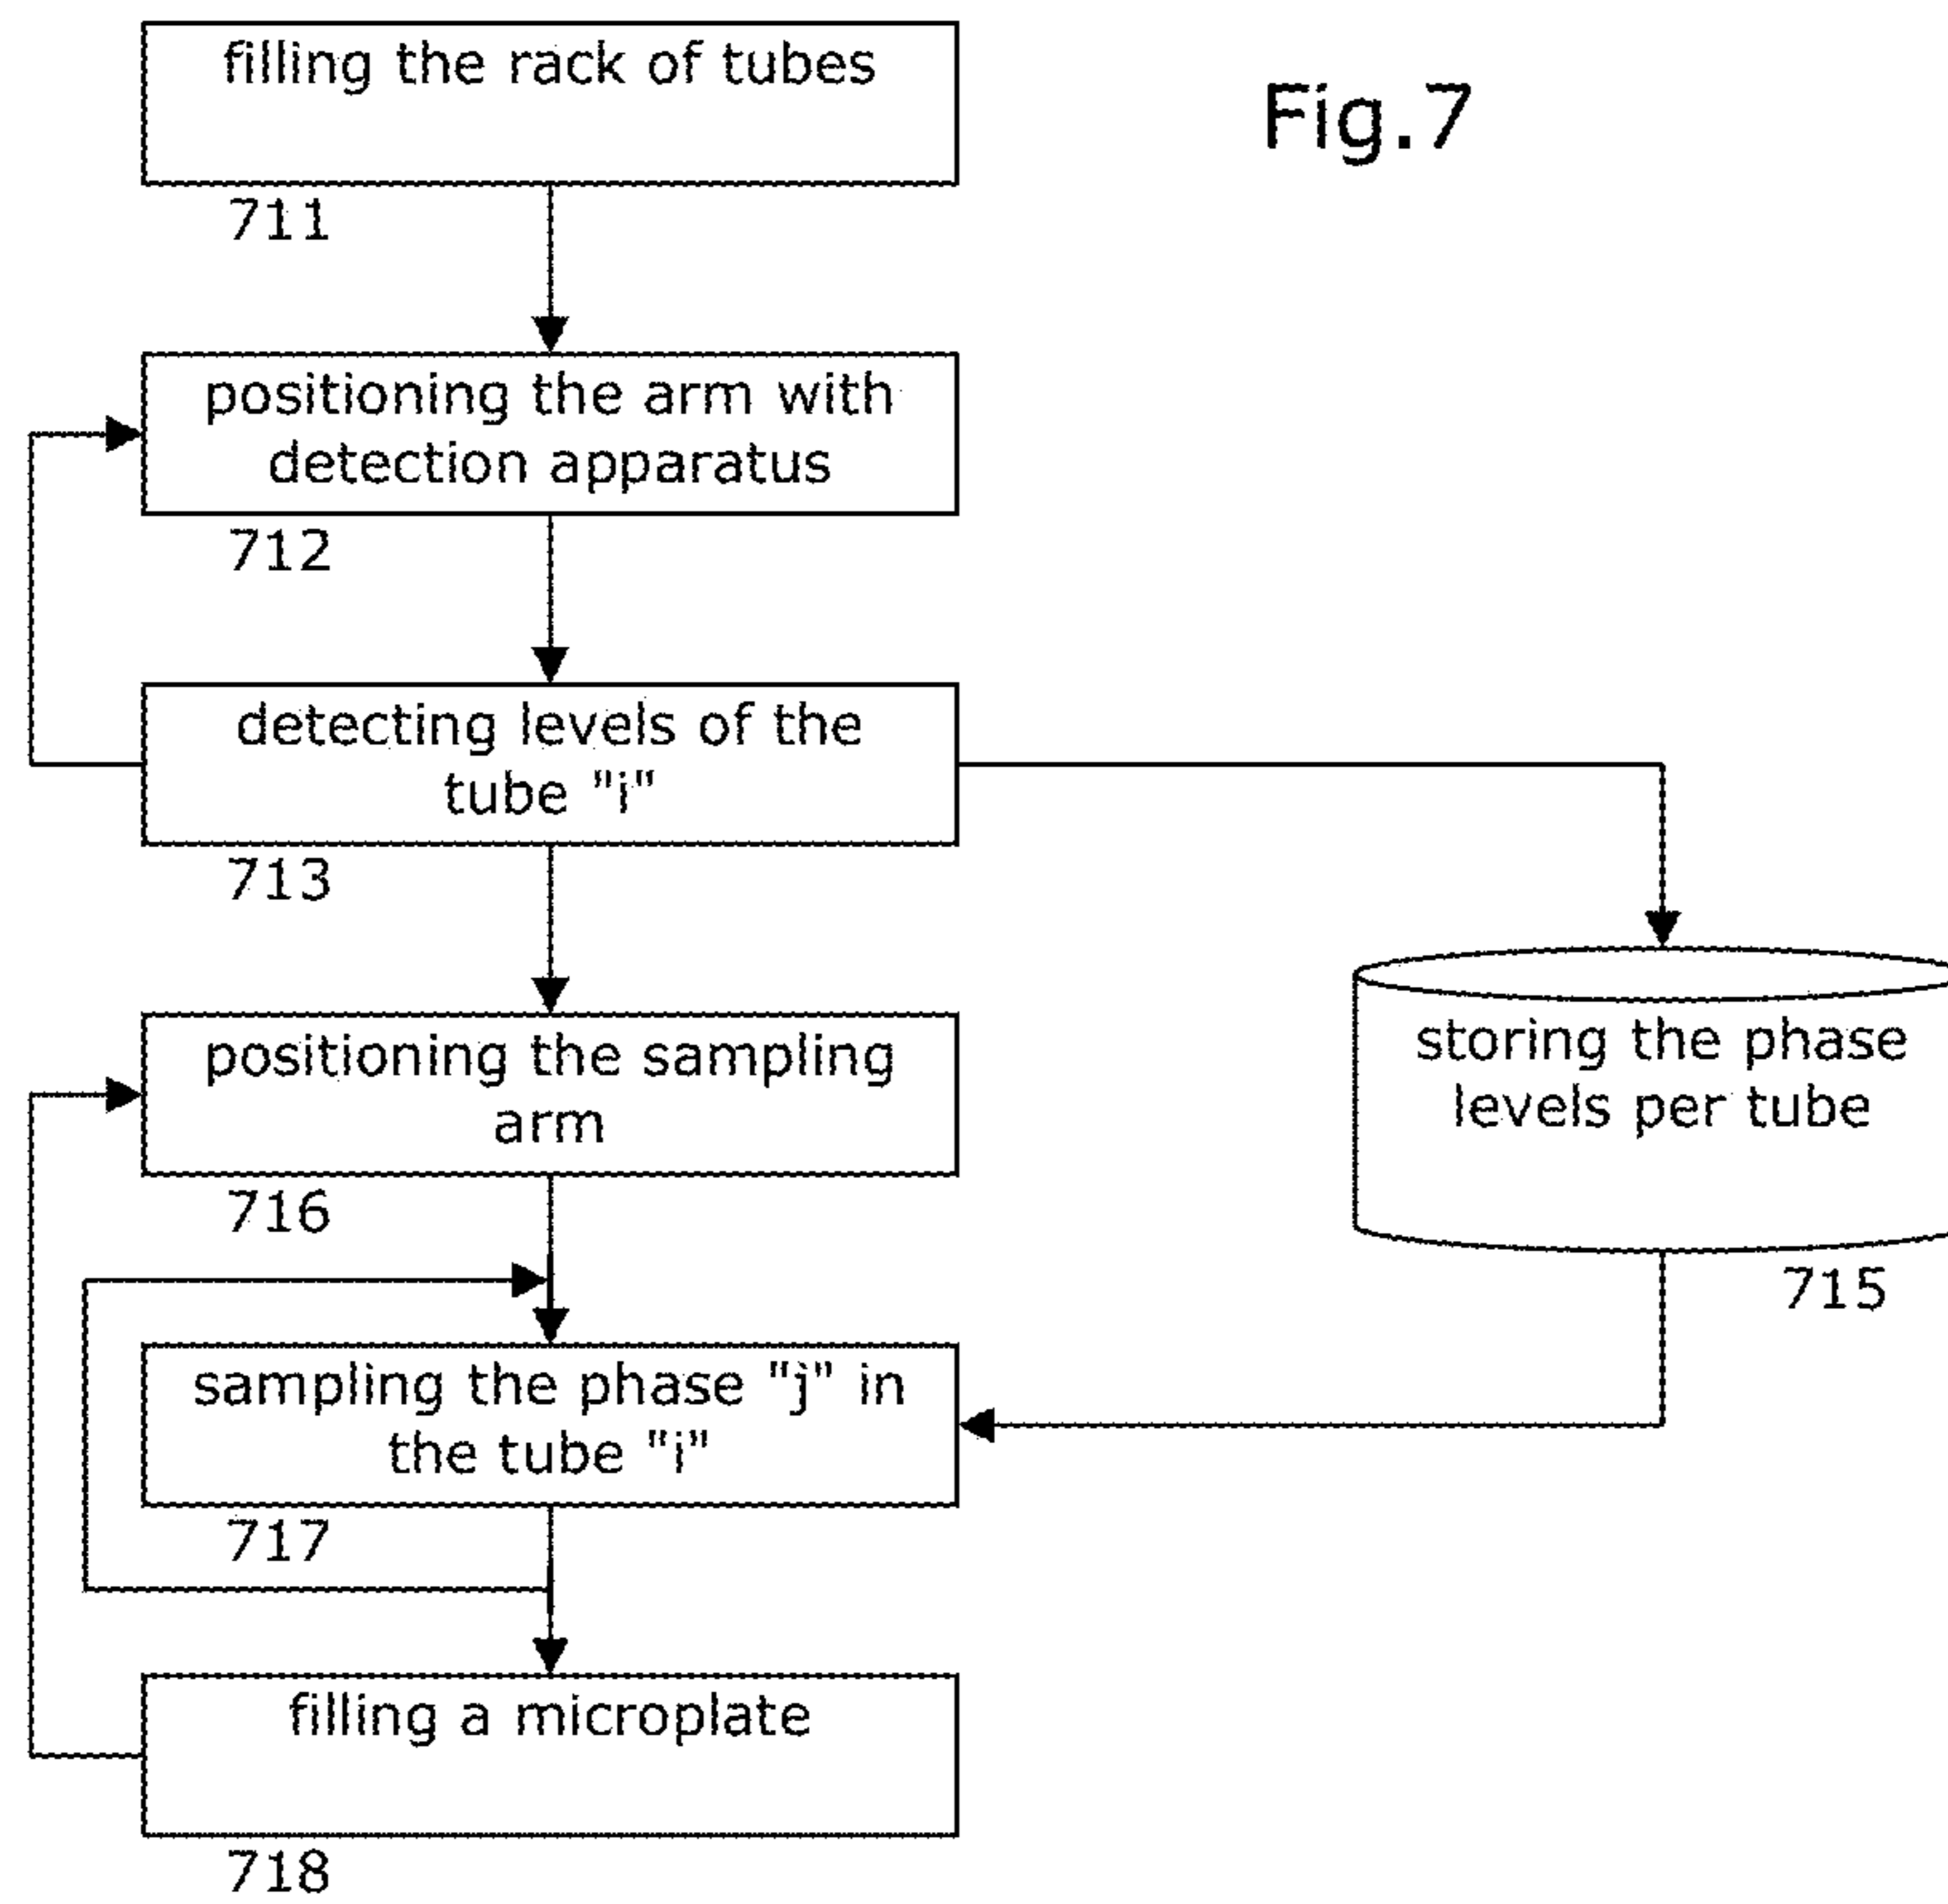 filling the rack of tubes
Fig.7
711
positioning the arm with
detection apparatus
712
detecting levels of the
tube "i"
713
positioning the sampling
arm
716
storing the phase
levels per tube
715
sampling the phase "j" in
the tube "i"
717
filling a microplate
718